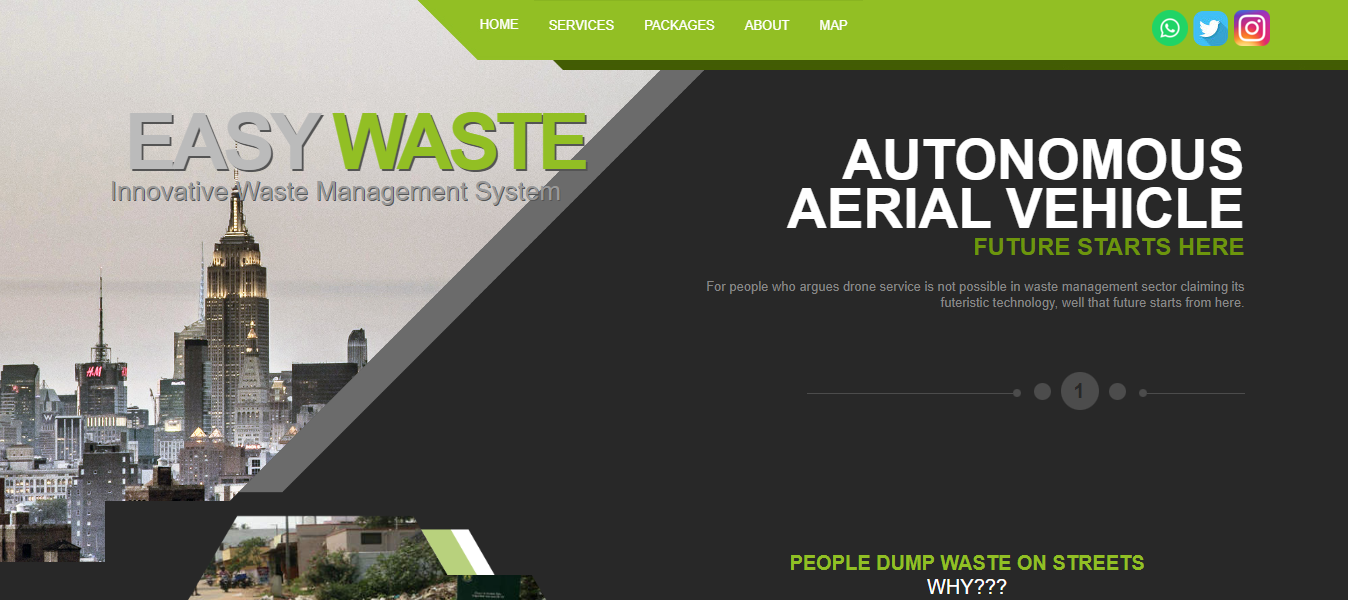 HOME SERVICES PACKAGES ABOUT MAP
EASY WASTE
Innovative Waste Management System
AUTONOMOUS
AERIAL VEHICLE
FUTURE STARTS HERE
For people who argues drone service is not possible in waste management sector claiming its
futeristic technology, well that future starts from here.
1
H&M
W
PEOPLE DUMP WASTE ON STREETS
WHY???